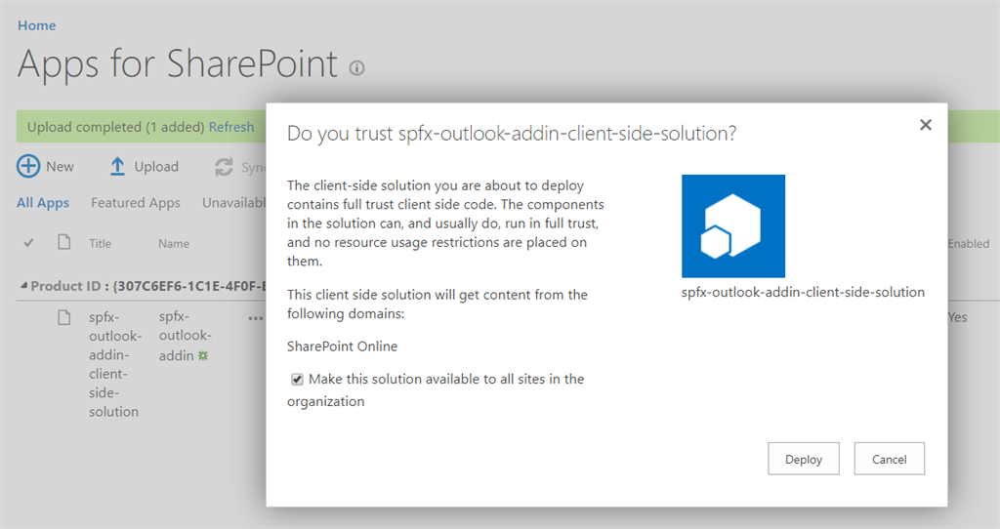 Home
Apps for SharePoint
Upload completed (1 added) Refresh
New Upload
All Apps Featured Apps
Title Name Enabled
Product ID : {307C6EF6-1C1E-4F0F-
spfx-
outlook-
addin-
client-
side-
solution
spfx-
outlook-
addin
Yes
Do you trust spfx-outlook-addin-client-side-solution?
The client-side solution you are about to deploy
contains full trust client side code. The components
in the solution can, and usually do, run in full trust,
and no resource usage restrictions are placed on
them.
This client side solution will get content from the
following domains:
SharePoint Online
Make this solution available to all sites in the
organization
spfx-outlook-addin-client-side-solution
Deploy Cancel